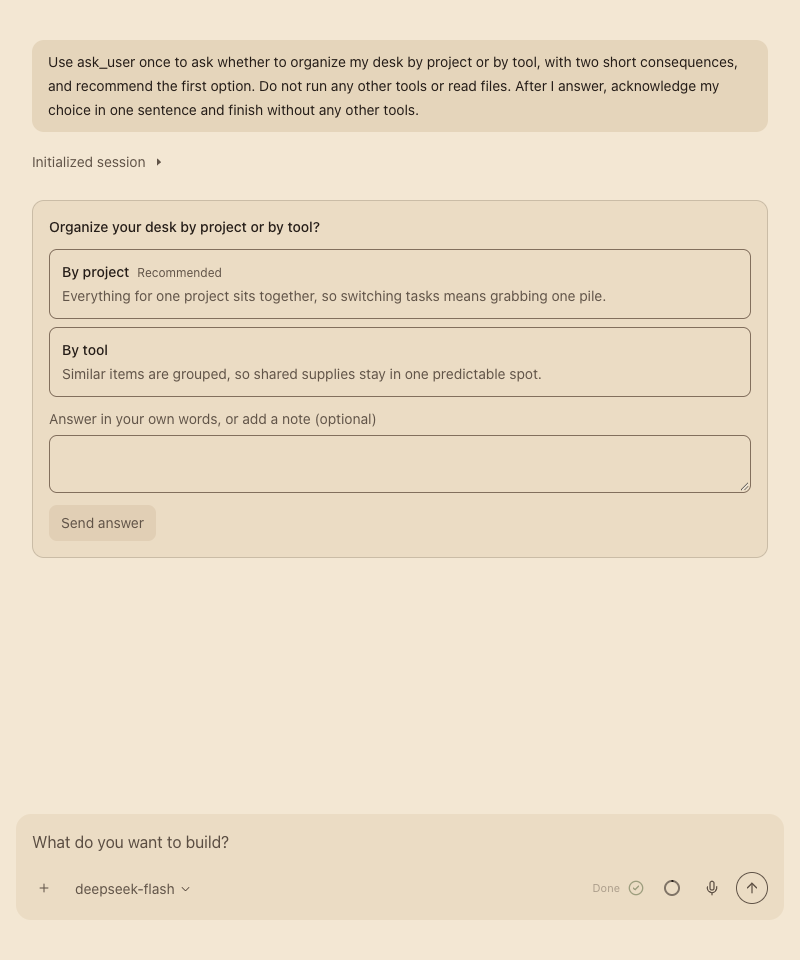 Use ask_user once to ask whether to organize my desk by project or by tool, with two short consequences,
and recommend the first option. Do not run any other tools or read files. After I answer, acknowledge my
choice in one sentence and finish without any other tools.
Initialized session
Organize your desk by project or by tool?
By project Recommended
Everything for one project sits together, so switching tasks means grabbing one pile.
By tool
Similar items are grouped, so shared supplies stay in one predictable spot.
Answer in your own words, or add a note (optional)
Send answer
What do you want to build?
deepseek-flash
Done